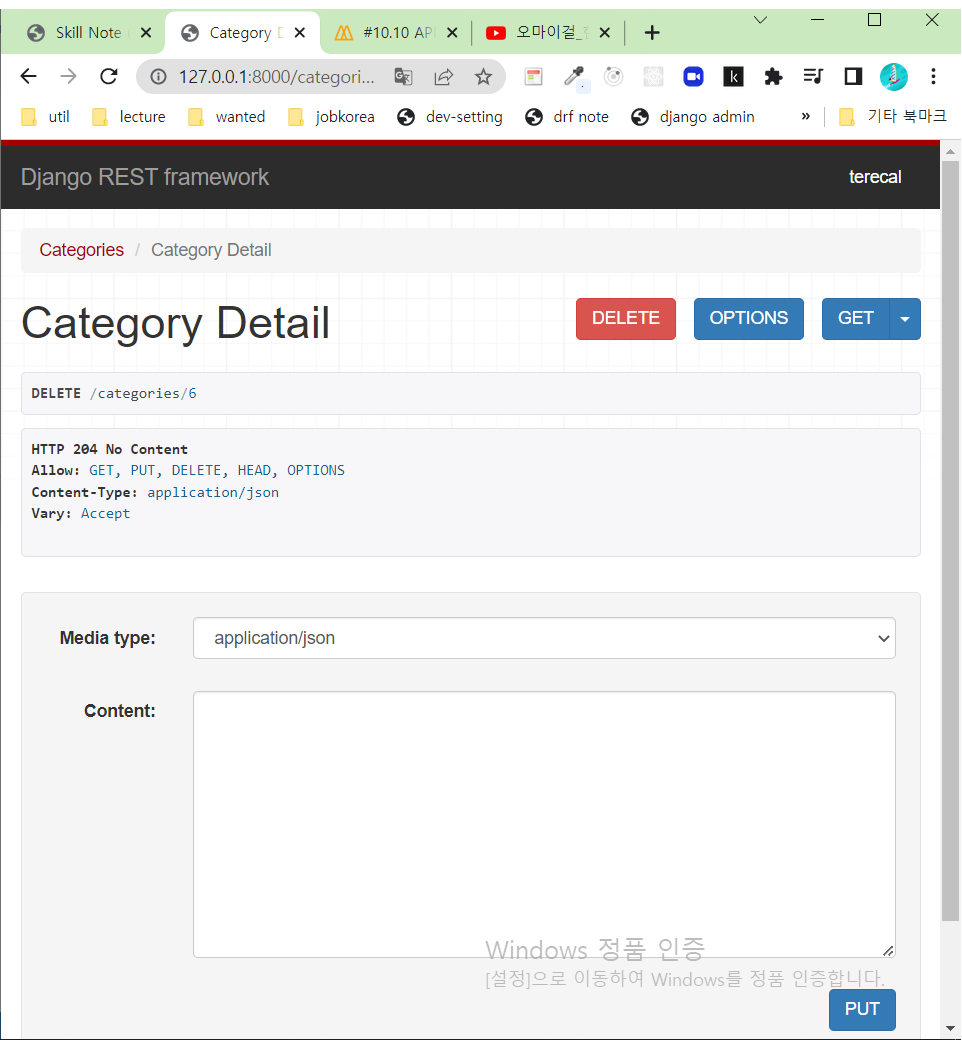 Skill Note
Category D
#10.10 AP
오마이걸_
127.0.0.1:8000/categori...
util
lecture
wanted
jobkorea
dev-setting
drf note
django admin
»
기타 북마크
Django REST framework
terecal
Categories / Category Detail
Category Detail
DELETE
OPTIONS
GET
DELETE /categories/6
HTTP 204 No Content
Allow: GET, PUT, DELETE, HEAD, OPTIONS
Content-Type: application/json
Vary: Accept
Media type:
application/json
Content:
Windows 정품 인증
[설정]으로 이동하여 Windows를 정품 인증합니다.
PUT